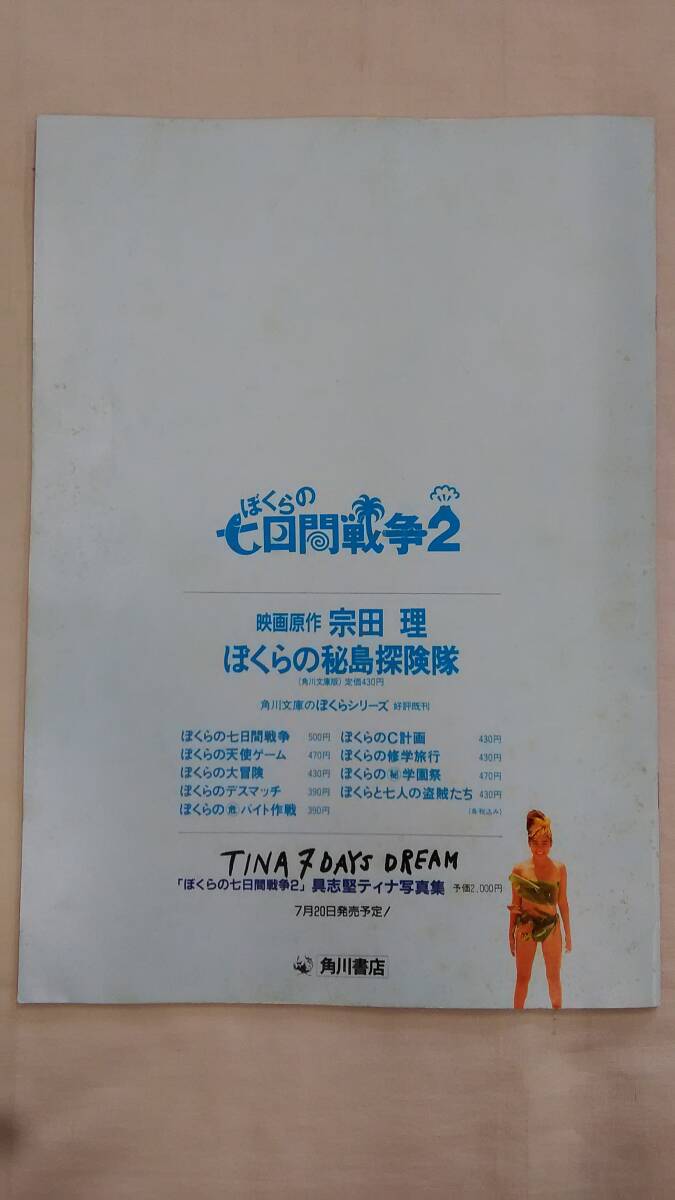 ぼくらの
七日間戦争2
映画原作 宗田 理
ぼくらの秘島探険隊
(角川文庫版) 定価430円
角川文庫のぼくらシリーズ 好評既刊
ぼくらの七日間戦争 500円 ぼくらのC計画 430円
ぼくらの天使ゲーム 470円 ぼくらの修学旅行 430円
ぼくらの大冒険 430円 ぼくらの㊙学園祭 470円
ぼくらのデスマッチ 390円 ぼくらと七人の盗賊たち 430円
ぼくらの危バイト作戦 390円 (各税込み)
TINA 7 DAYS DREAM
「ぼくらの七日間戦争2」具志堅ティナ写真集 予価2,000円
7月20日発売予定!
角川書店